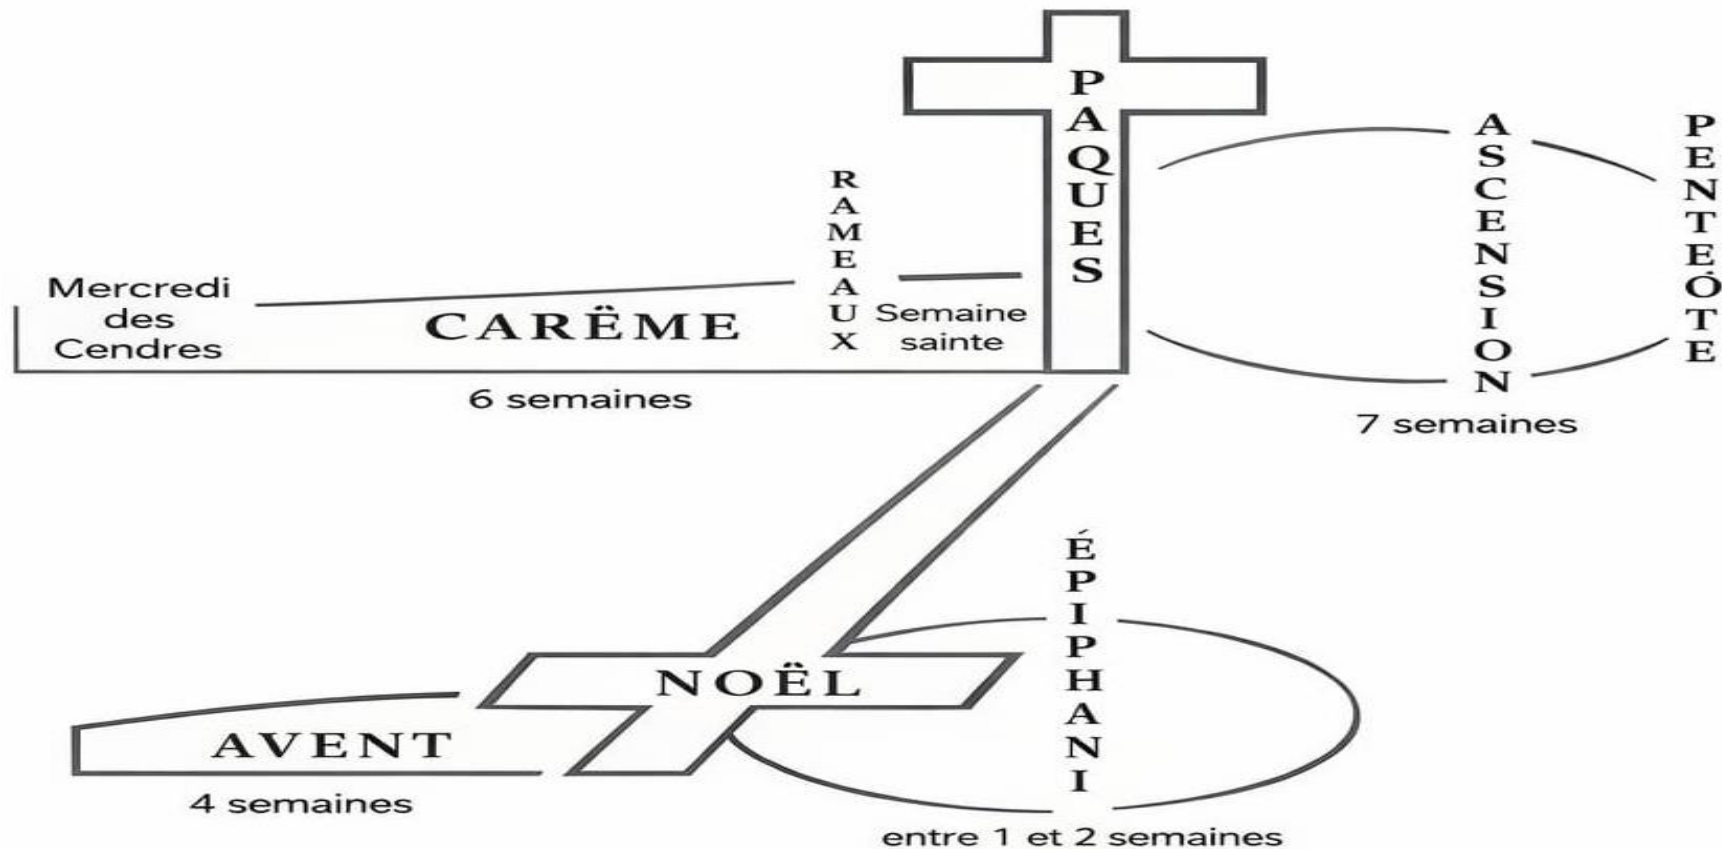 PAQUES
ASCENSION
PENTEÓTE
RAMEAUX
Mercredi
des
Cendres
CARËME
Semaine
sainte
6 semaines
7 semaines
ÉPIPHANI
NOËL
AVENT
4 semaines
entre 1 et 2 semaines